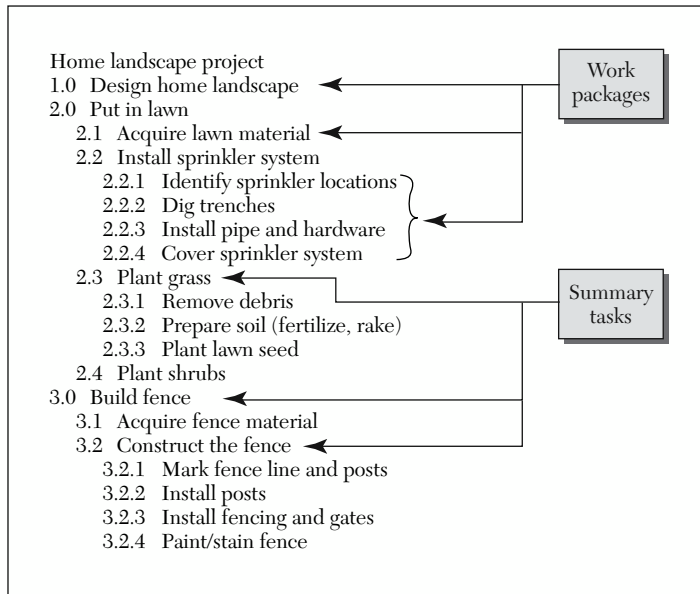 Home landscape project
1.0 Design home landscape
2.0 Put in lawn
2.1 Acquire lawn material
2.2 Install sprinkler system
2.2.1 Identify sprinkler locations
2.2.2 Dig trenches
2.2.3 Install pipe and hardware
2.2.4 Cover sprinkler system
2.3 Plant grass
2.3.1 Remove debris
2.3.2 Prepare soil (fertilize, rake)
2.3.3 Plant lawn seed
2.4 Plant shrubs
3.0 Build fence
3.1 Acquire fence material
3.2 Construct the fence
3.2.1 Mark fence line and posts
3.2.2 Install posts
3.2.3 Install fencing and gates
3.2.4 Paint/stain fence
Work
packages
Summary
tasks